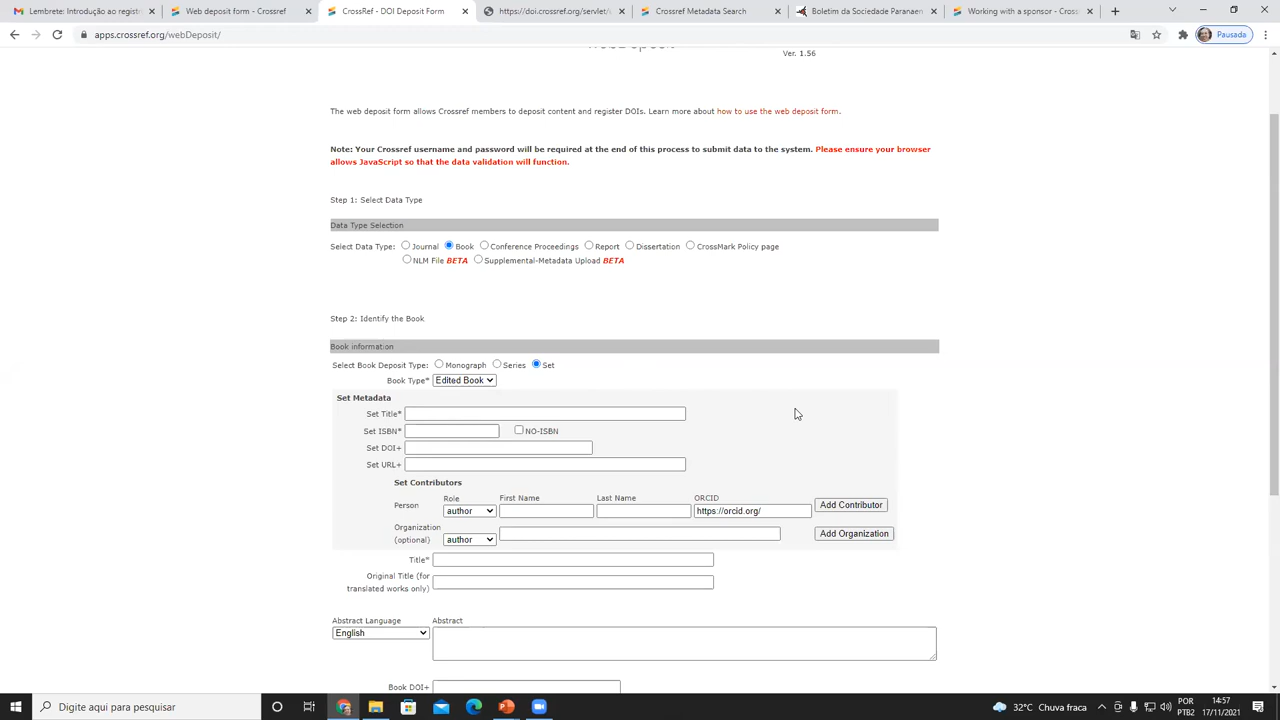 Lembrete: Introdução ao registr
Web deposit form - Crossref
CrossRef - DOI Deposit Form
https://doi.crossref.org/servlet/
CrossRef Metadata Search
Boletim da Sociedade Paranaen
Working with a sponsor - Cross
apps.crossref.org/webDeposit/
Pausada
Ver. 1.56
The web deposit form allows Crossref members to deposit content and register DOIs. Learn more about how to use the web deposit form.
Note: Your Crossref username and password will be required at the end of this process to submit data to the system. Please ensure your browser
allows JavaScript so that the data validation will function.
Step 1: Select Data Type
Data Type Selection
Select Data Type: Journal Book Conference Proceedings Report Dissertation CrossMark Policy page
NLM File BETA Supplemental-Metadata Upload BETA
Step 2: Identify the Book
Book information
Select Book Deposit Type: Monograph Series Set
Book Type* Edited Book
Set Metadata
Set Title*
Set ISBN* NO-ISBN
Set DOI+
Set URL+
Set Contributors
Role First Name Last Name ORCID
Person author https://orcid.org/ Add Contributor
Organization
(optional) author Add Organization
Title*
Original Title (for
translated works only)
Abstract Language Abstract
English
Book DOI+
Digite aqui para pesquisar
32°C Chuva fraca
POR
PTB2
14:57
17/11/2021